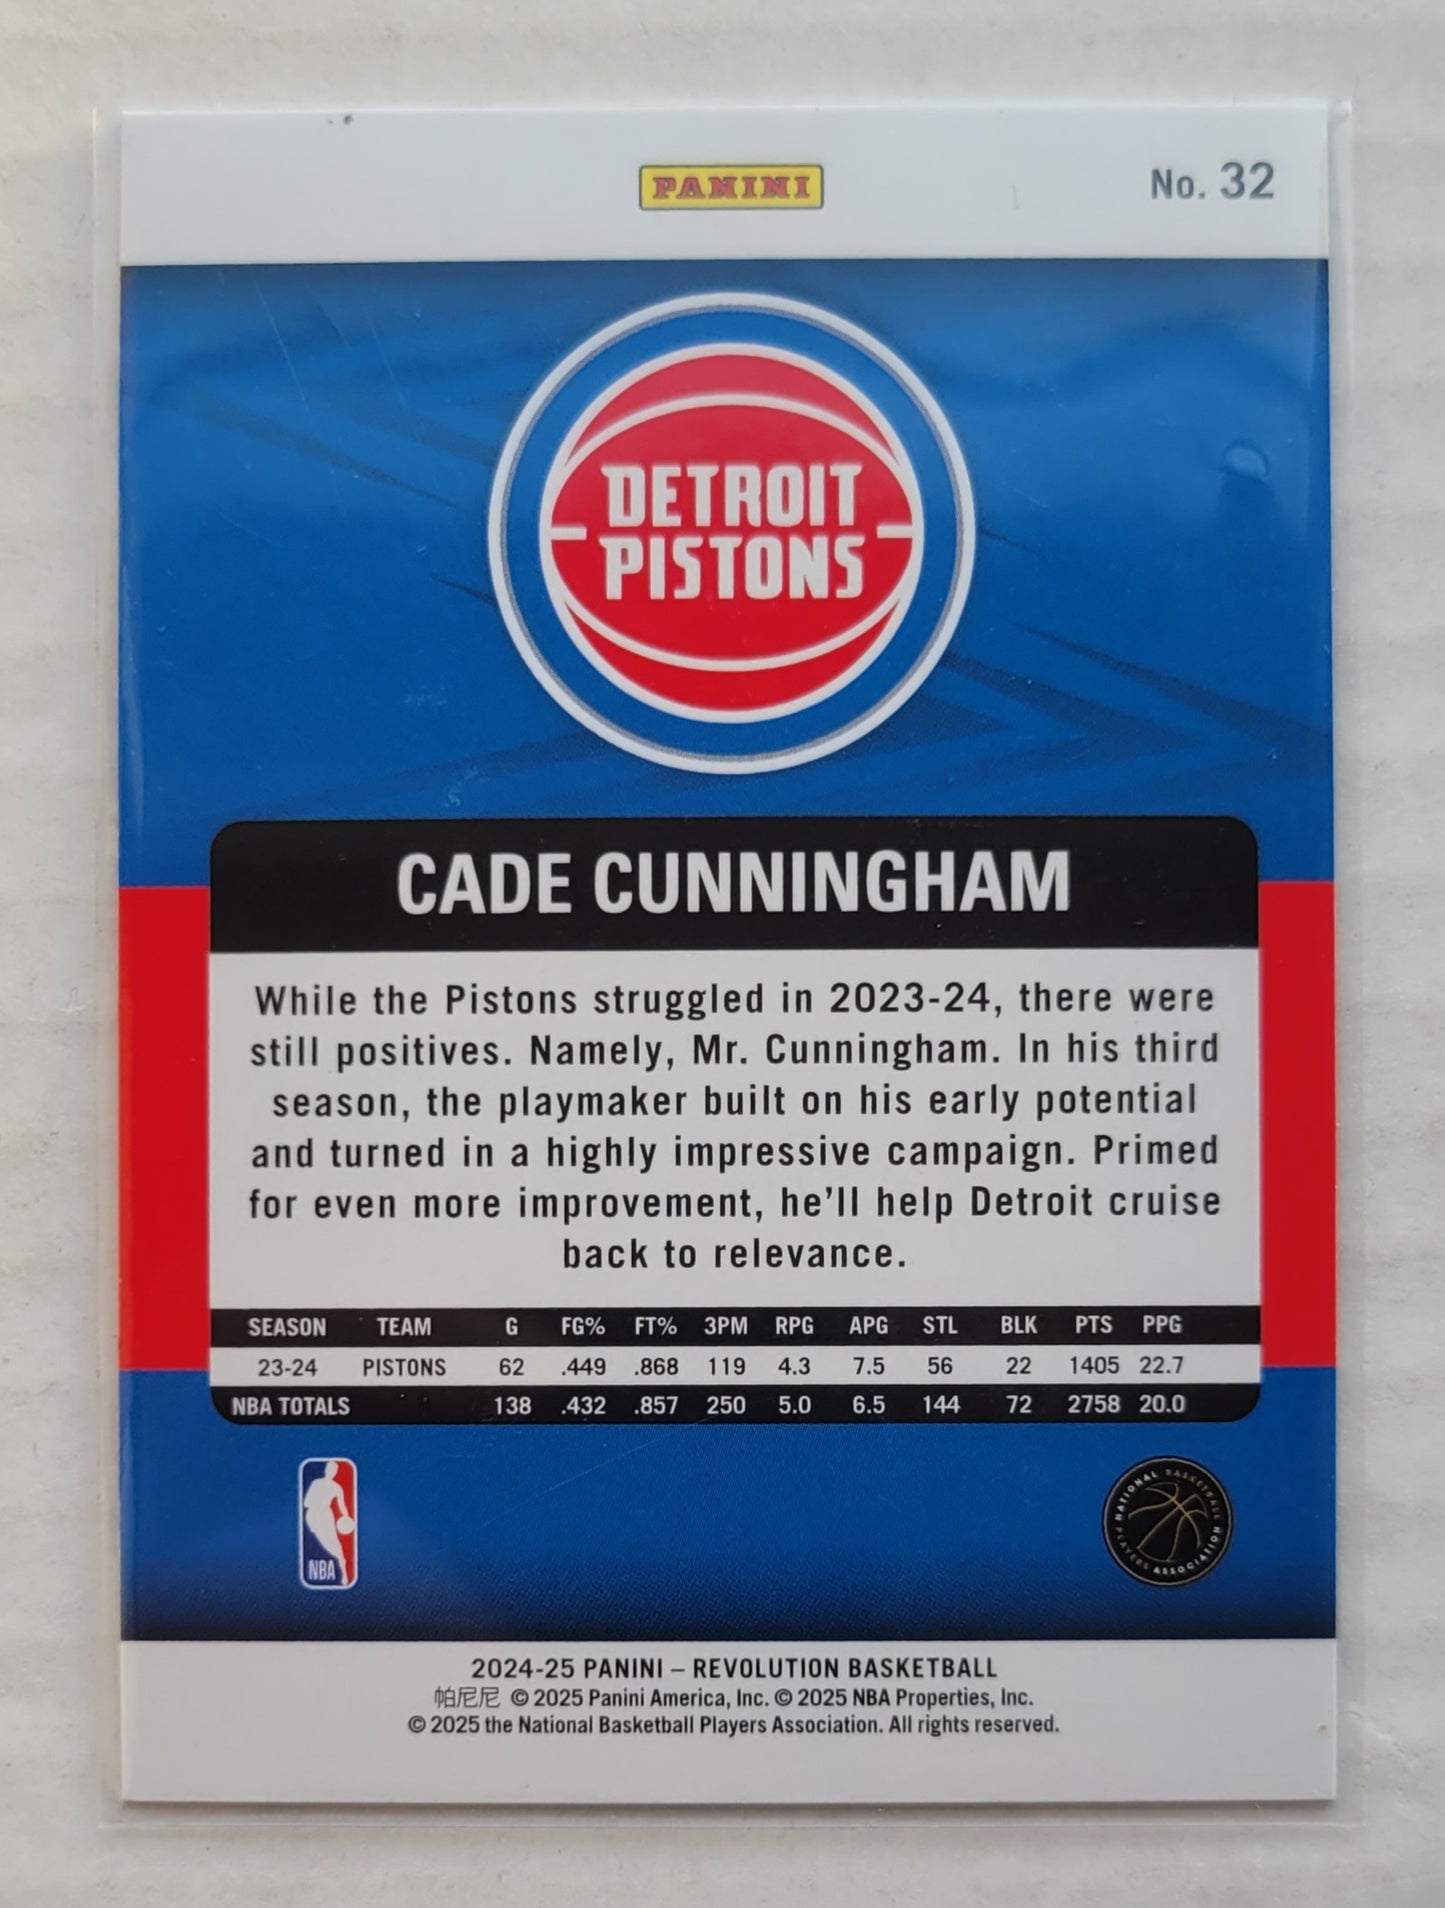 PANINI
No. 32
DETROIT
PISTONS
CADE CUNNINGHAM
While the Pistons struggled in 2023-24, there were
still positives. Namely, Mr. Cunningham. In his third
season, the playmaker built on his early potential
and turned in a highly impressive campaign. Primed
for even more improvement, he'll help Detroit cruise
back to relevance.
SEASON TEAM G FG% FT% 3PM RPG APG STL BLK PTS PPG
23-24 PISTONS 62 .449 .868 119 4.3 7.5 56 22 1405 22.7
NBA TOTALS 138 .432 .857 250 5.0 6.5 144 72 2758 20.0
NBA
NATIONAL BASKETBALL PLAYERS ASSOCIATION
2024-25 PANINI – REVOLUTION BASKETBALL
帕尼尼 © 2025 Panini America, Inc. © 2025 NBA Properties, Inc.
© 2025 the National Basketball Players Association. All rights reserved.